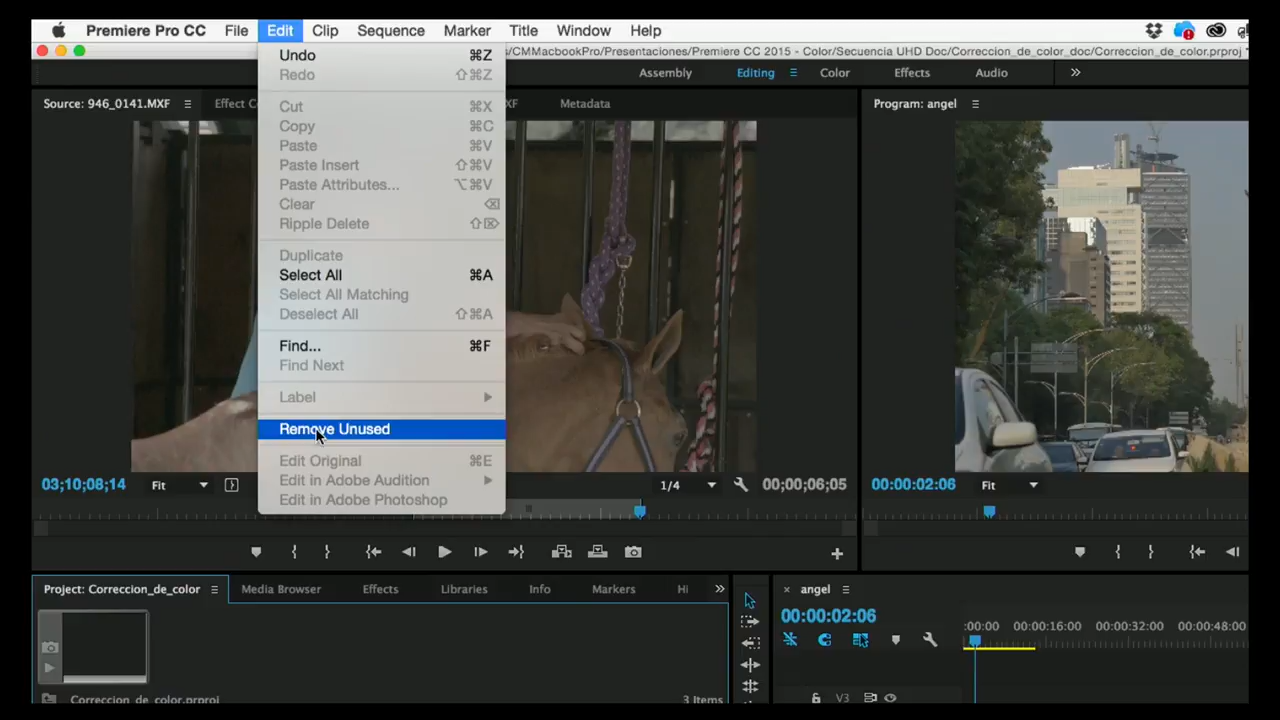 Premiere Pro CC File Edit Clip Sequence Marker Title Window Help
/CMMacbookPro/Presentaciones/Premiere CC 2015 - Color/Secuencia UHD Doc/Correccion_de_color_doc/Correccion_de_color.prproj *
Assembly Editing Color Effects Audio
Source: 946_0141.MXF Effect Co XF Metadata
Program: angel
Undo ⌘Z
Redo ⇧⌘Z
Cut ⌘X
Copy ⌘C
Paste ⌘V
Paste Insert ⇧⌘V
Paste Attributes... ⌥⌘V
Clear ⌫
Ripple Delete ⇧⌦
Duplicate
Select All ⌘A
Select All Matching
Deselect All ⇧⌘A
Find... ⌘F
Find Next
Label
Remove Unused
Edit Original ⌘E
Edit in Adobe Audition
Edit in Adobe Photoshop
03;10;08;14 Fit 1/4 00;00;06;05
00:00:02:06 Fit
Project: Correccion_de_color Media Browser Effects Libraries Info Markers Hi
× angel
00:00:02:06
:00:00 00:00:16:00 00:00:32:00 00:00:48:00
Correccion_de_color.prproj 3 Items
V3